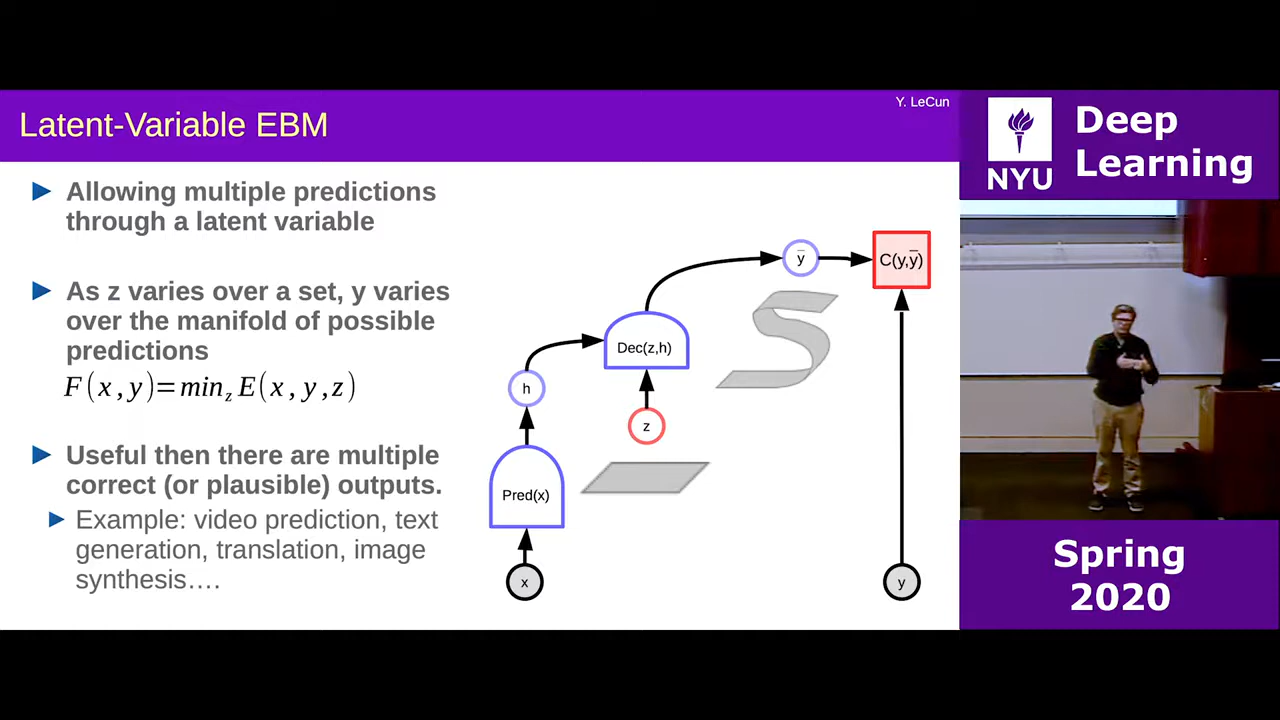 Y. LeCun
Latent-Variable EBM
Allowing multiple predictions
through a latent variable
As z varies over a set, y varies
over the manifold of possible
predictions
F(x,y)=min_z E(x,y,z)
Useful then there are multiple
correct (or plausible) outputs.
Example: video prediction, text
generation, translation, image
synthesis….
ȳ
C(y,ȳ)
Dec(z,h)
h
z
Pred(x)
x
y
NYU
Deep
Learning
Spring
2020